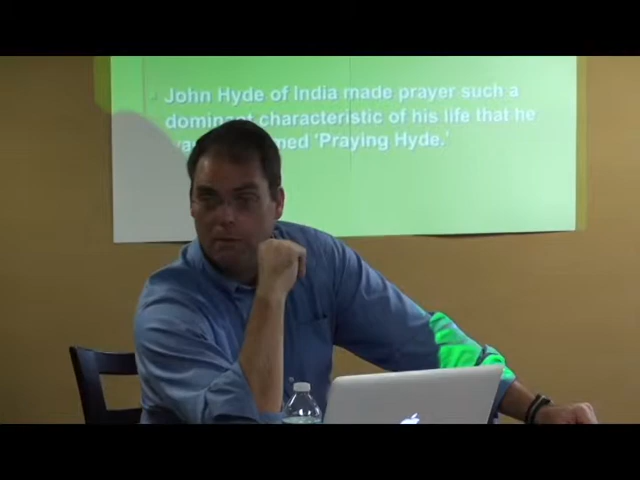 John Hyde of India made prayer such a
dominant characteristic of his life that he
'Praying Hyde.'